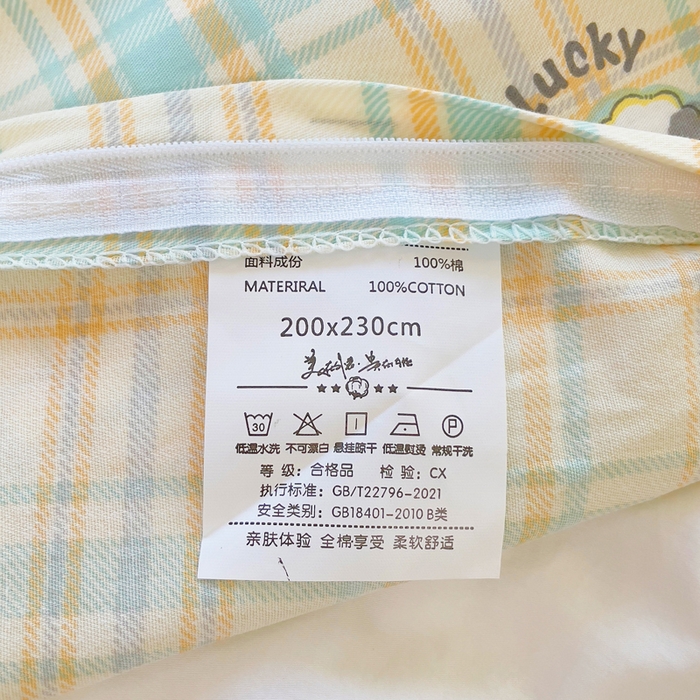 Lucky
面料成份 100%棉
MATERIRAL 100%COTTON
200x230cm
30
低温水洗 不可漂白 悬挂晾干 低温熨烫 常规干洗
P
等 级：合格品 检 验：CX
执行标准：GB/T22796-2021
安全类别：GB18401-2010 B类
亲肤体验 全棉享受 柔软舒适